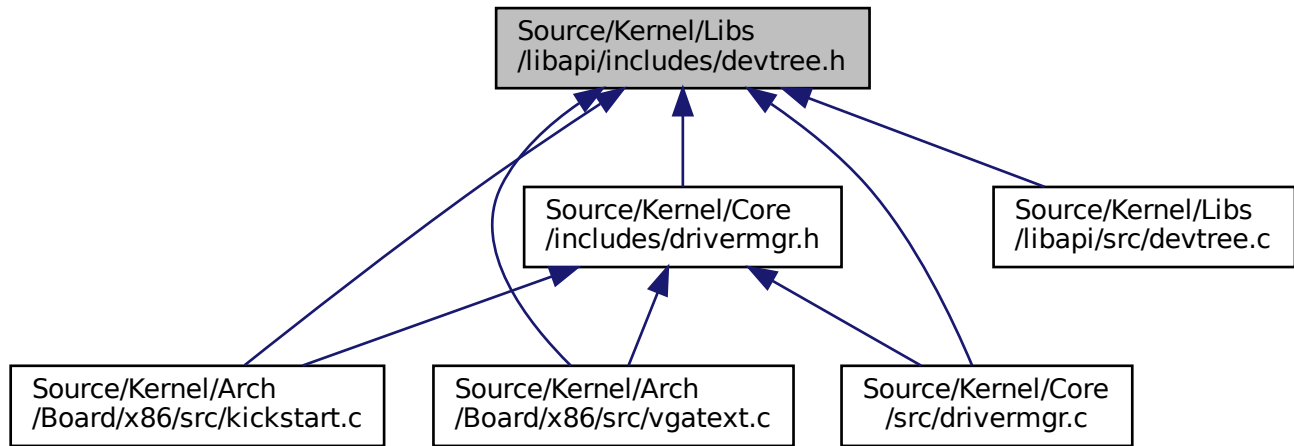 Source/Kernel/Libs
/libapi/includes/devtree.h
Source/Kernel/Core
/includes/drivermgr.h
Source/Kernel/Libs
/libapi/src/devtree.c
Source/Kernel/Arch
/Board/x86/src/kickstart.c
Source/Kernel/Arch
/Board/x86/src/vgatext.c
Source/Kernel/Core
/src/drivermgr.c